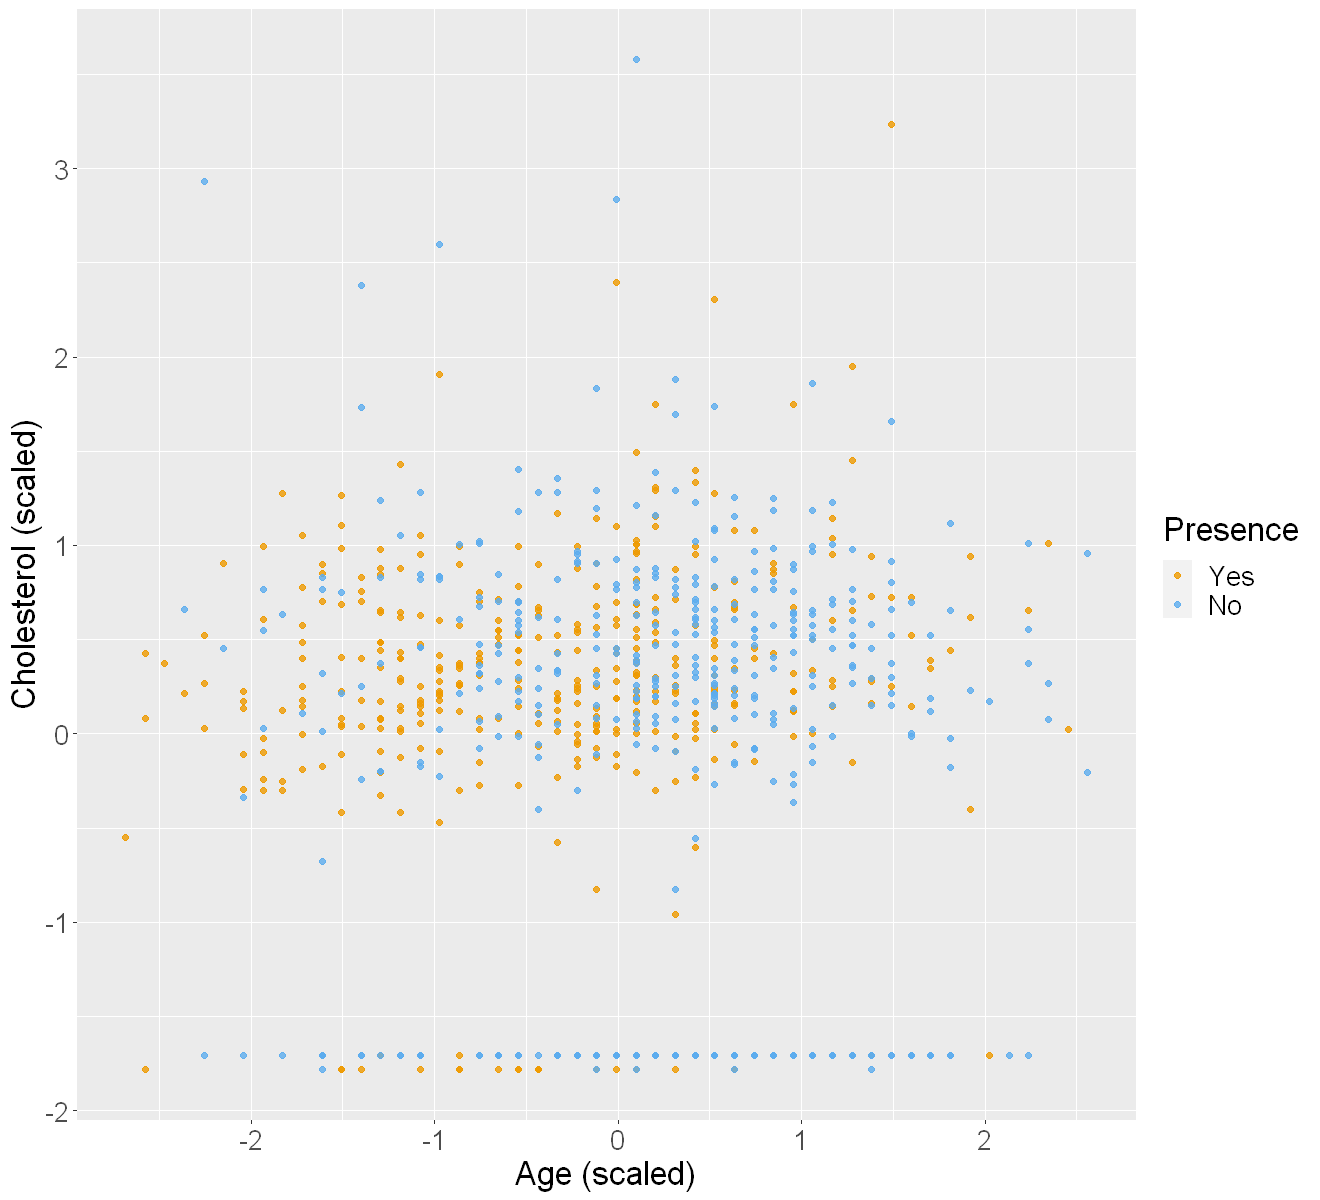 3
2
1
0
-1
-2
Cholesterol (scaled)
-2
-1
0
1
2
Age (scaled)
Presence
Yes
No